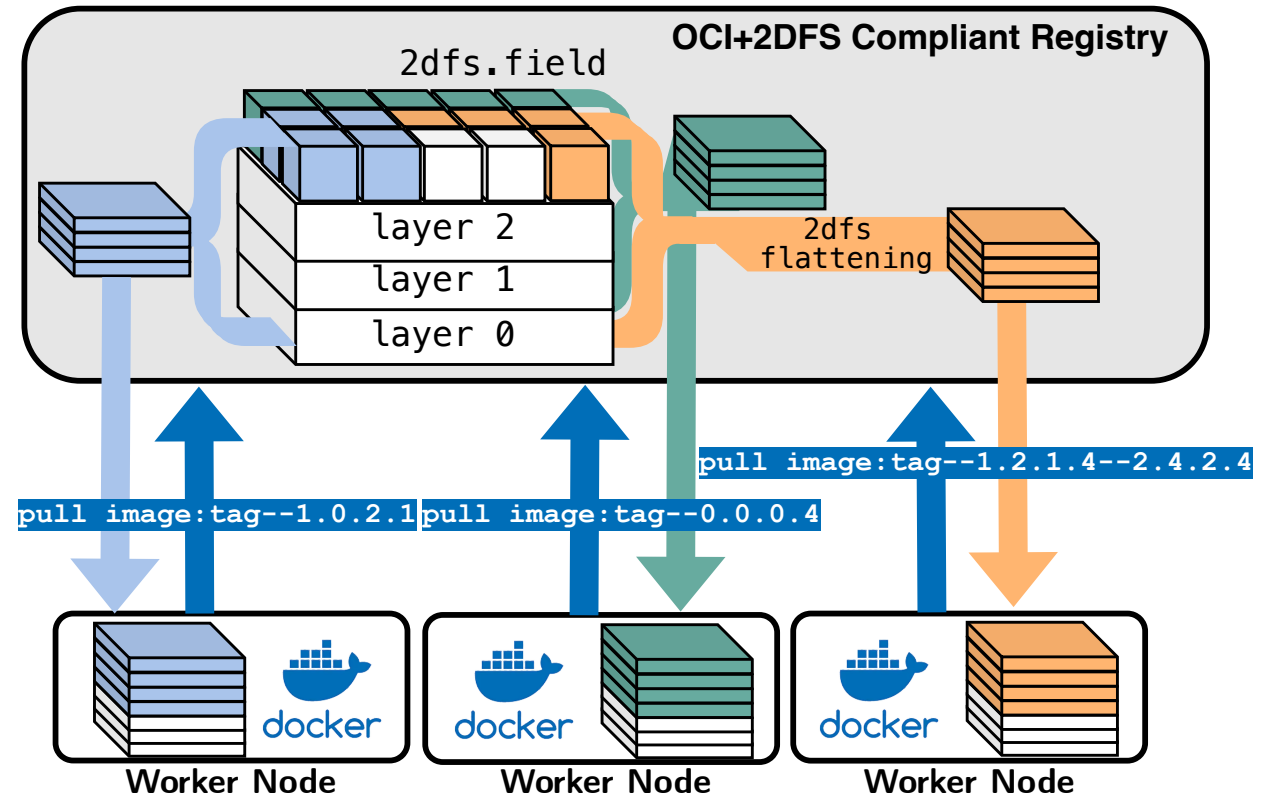 OCI+2DFS Compliant Registry
2dfs.field
layer 2
layer 1
layer 0
2dfs
flattening
pull image:tag--1.2.1.4--2.4.2.4
pull image:tag--1.0.2.1
pull image:tag--0.0.0.4
docker
docker
docker
Worker Node
Worker Node
Worker Node